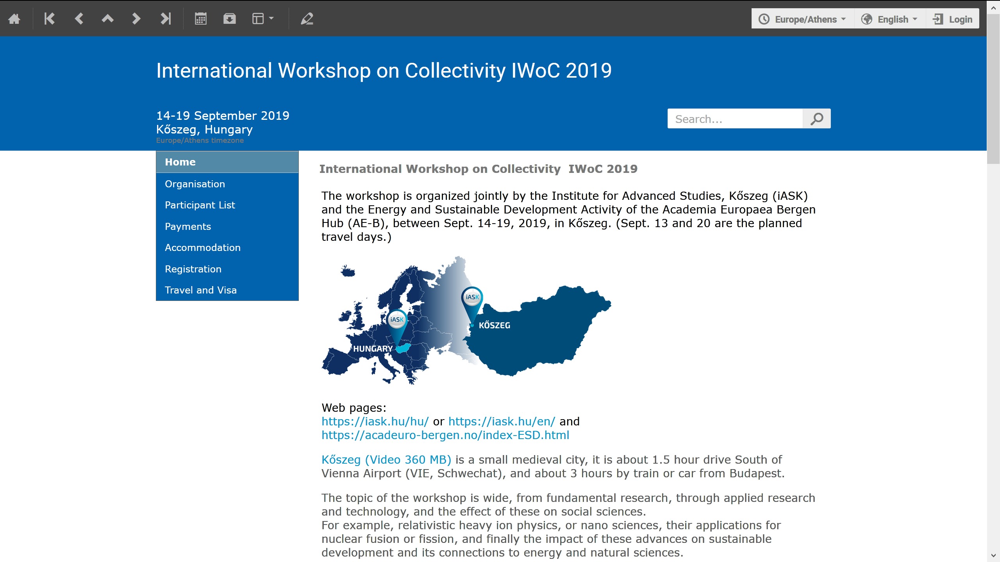 Europe/Athens
English
Login
International Workshop on Collectivity IWoC 2019
14-19 September 2019
Kőszeg, Hungary
Europe/Athens timezone
Search...
Home
Organisation
Participant List
Payments
Accommodation
Registration
Travel and Visa
International Workshop on Collectivity  IWoC 2019
The workshop is organized jointly by the Institute for Advanced Studies, Kőszeg (iASK)
and the Energy and Sustainable Development Activity of the Academia Europaea Bergen
Hub (AE-B), between Sept. 14-19, 2019, in Kőszeg. (Sept. 13 and 20 are the planned
travel days.)
iASK
iASK
KŐSZEG
HUNGARY
Web pages:
https://iask.hu/hu/ or https://iask.hu/en/ and
https://acadeuro-bergen.no/index-ESD.html
Kőszeg (Video 360 MB) is a small medieval city, it is about 1.5 hour drive South of
Vienna Airport (VIE, Schwechat), and about 3 hours by train or car from Budapest.
The topic of the workshop is wide, from fundamental research, through applied research
and technology, and the effect of these on social sciences.
For example, relativistic heavy ion physics, or nano sciences, their applications for
nuclear fusion or fission, and finally the impact of these advances on sustainable
development and its connections to energy and natural sciences.